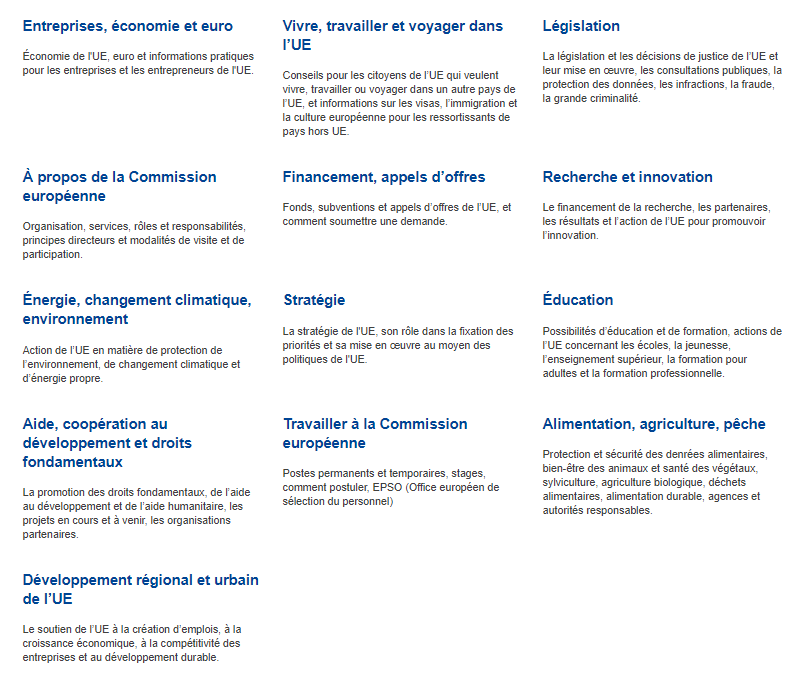 Entreprises, économie et euro
Économie de l'UE, euro et informations pratiques
pour les entreprises et les entrepreneurs de l'UE.
Vivre, travailler et voyager dans
l’UE
Conseils pour les citoyens de l’UE qui veulent
vivre, travailler ou voyager dans un autre pays de
l’UE, et informations sur les visas, l’immigration et
la culture européenne pour les ressortissants de
pays hors UE.
Législation
La législation et les décisions de justice de l’UE et
leur mise en œuvre, les consultations publiques, la
protection des données, les infractions, la fraude,
la grande criminalité.
À propos de la Commission
européenne
Organisation, services, rôles et responsabilités,
principes directeurs et modalités de visite et de
participation.
Financement, appels d’offres
Fonds, subventions et appels d’offres de l’UE, et
comment soumettre une demande.
Recherche et innovation
Le financement de la recherche, les partenaires,
les résultats et l’action de l’UE pour promouvoir
l’innovation.
Énergie, changement climatique,
environnement
Action de l’UE en matière de protection de
l’environnement, de changement climatique et
d’énergie propre.
Stratégie
La stratégie de l'UE, son rôle dans la fixation des
priorités et sa mise en œuvre au moyen des
politiques de l'UE.
Éducation
Possibilités d’éducation et de formation, actions de
l’UE concernant les écoles, la jeunesse,
l’enseignement supérieur, la formation pour
adultes et la formation professionnelle.
Aide, coopération au
développement et droits
fondamentaux
La promotion des droits fondamentaux, de l’aide
au développement et de l’aide humanitaire, les
projets en cours et à venir, les organisations
partenaires.
Travailler à la Commission
européenne
Postes permanents et temporaires, stages,
comment postuler, EPSO (Office européen de
sélection du personnel)
Alimentation, agriculture, pêche
Protection et sécurité des denrées alimentaires,
bien-être des animaux et santé des végétaux,
sylviculture, agriculture biologique, déchets
alimentaires, alimentation durable, agences et
autorités responsables.
Développement régional et urbain
de l’UE
Le soutien de l’UE à la création d’emplois, à la
croissance économique, à la compétitivité des
entreprises et au développement durable.